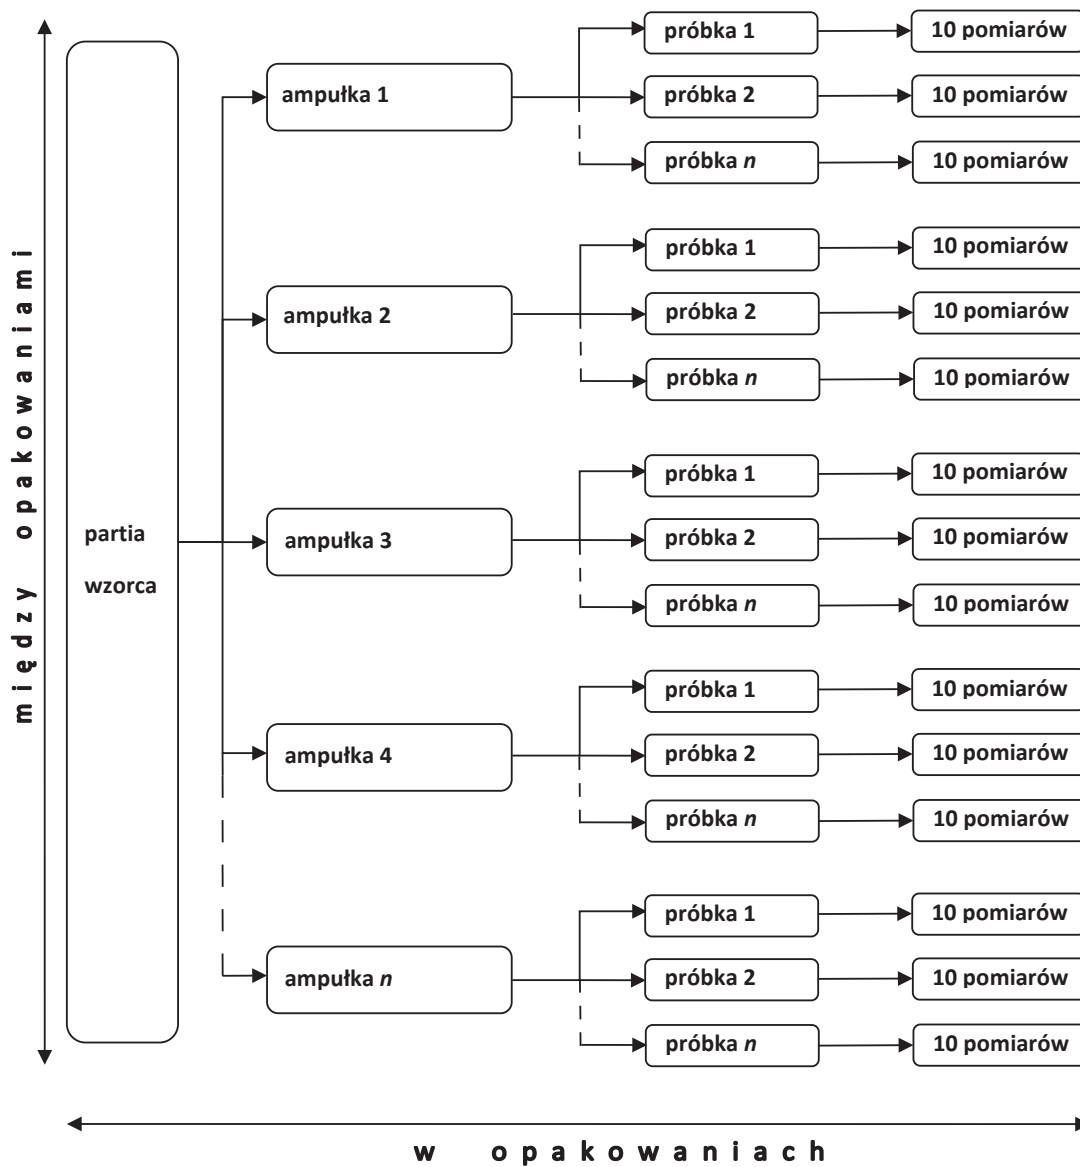 między opakowaniami
partia
wzorca
ampułka 1
próbka 1
10 pomiarów
próbka 2
10 pomiarów
próbka n
10 pomiarów
ampułka 2
próbka 1
10 pomiarów
próbka 2
10 pomiarów
próbka n
10 pomiarów
ampułka 3
próbka 1
10 pomiarów
próbka 2
10 pomiarów
próbka n
10 pomiarów
ampułka 4
próbka 1
10 pomiarów
próbka 2
10 pomiarów
próbka n
10 pomiarów
ampułka n
próbka 1
10 pomiarów
próbka 2
10 pomiarów
próbka n
10 pomiarów
w opakowaniach